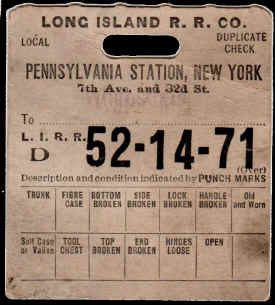 LONG ISLAND R. R. CO.
LOCAL
DUPLICATE
CHECK
PENNSYLVANIA STATION, NEW YORK
7th Ave. and 32d St.
To
L. I. R. R.
52-14-71
D
(Over)
Description and condition indicated by PUNCH MARKS
TRUNK FIBRE CASE BOTTOM BROKEN SIDE BROKEN LOCK BROKEN HANDLE BROKEN Old and Worn
Suit Case or Valise TOOL CHEST TOP BROKEN END BROKEN HINGES LOOSE OPEN